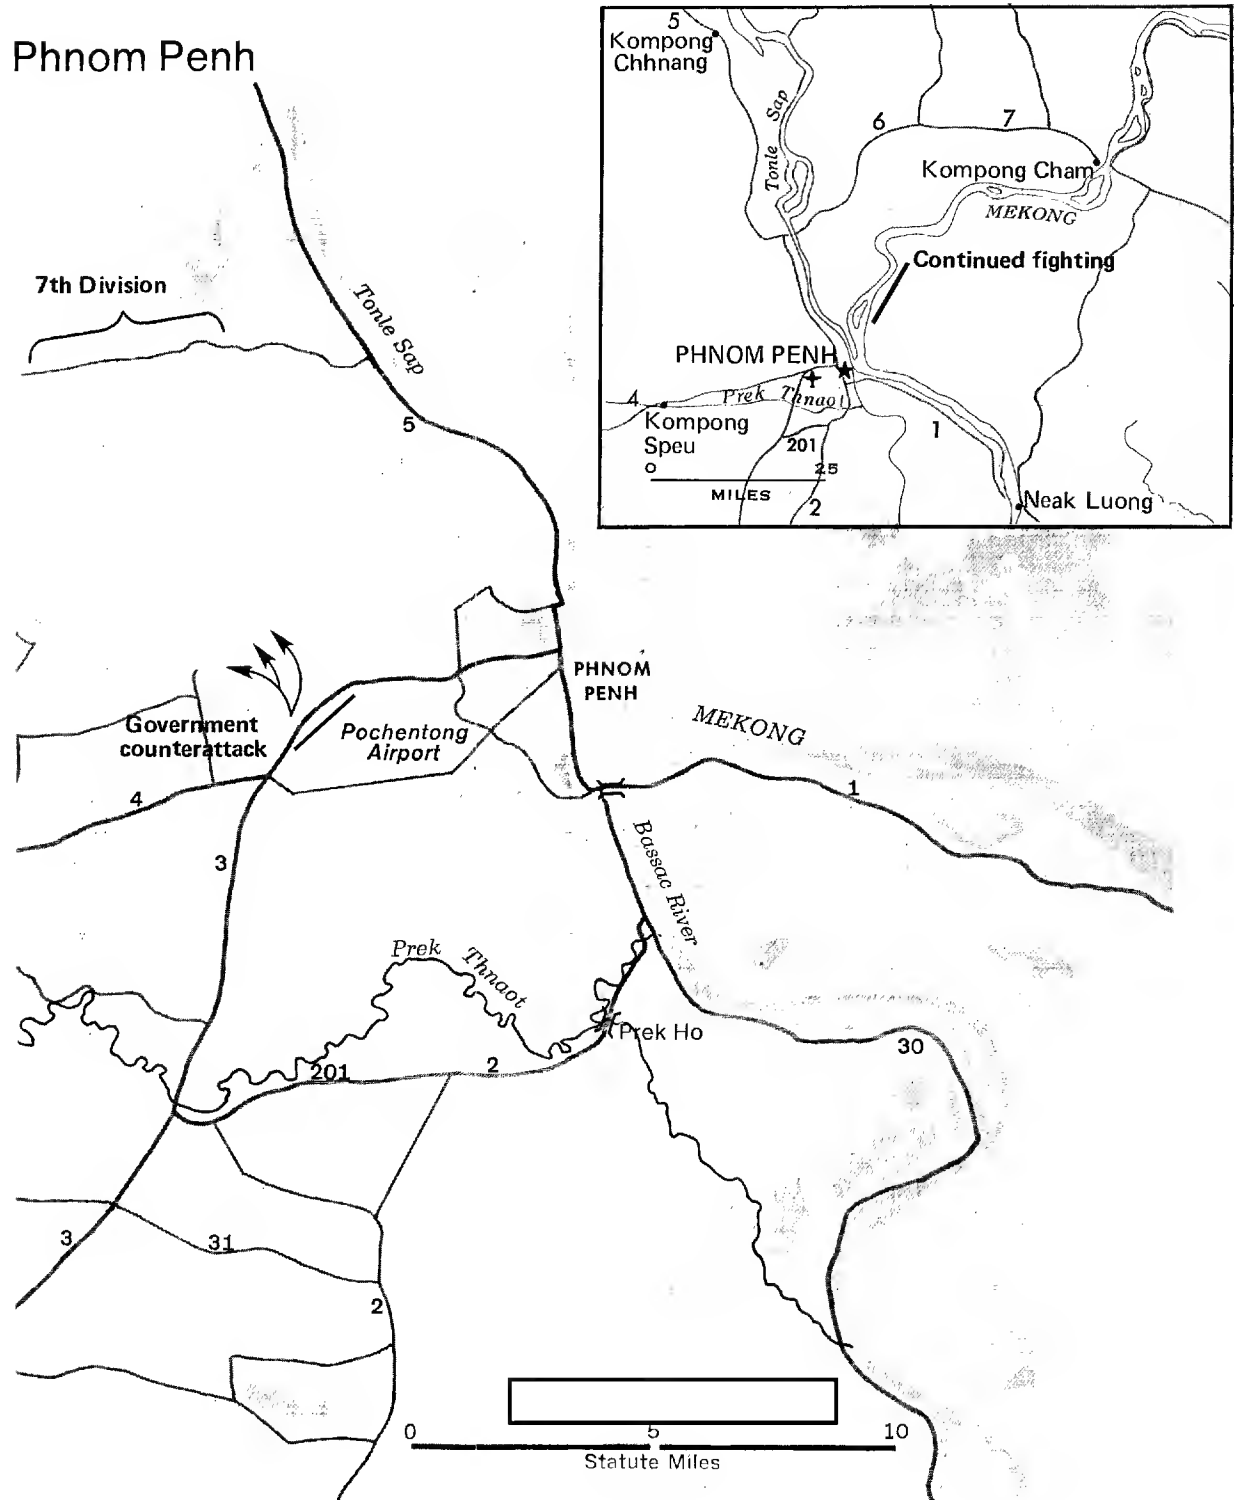 Phnom Penh
5
Kompong
Chhnang
Tonle Sap
6
7
Kompong Cham
MEKONG
Continued fighting
PHNOM PENH
Prek Thnaot
4
Kompong
Speu
201
1
0 25
MILES
2
Neak Luong
7th Division
Tonle Sap
5
PHNOM
PENH
Government
counterattack
Pochentong
Airport
MEKONG
4
1
3
Bassac River
Prek Thnaot
Prek Ho
30
201
2
3
31
2
0 5 10
Statute Miles